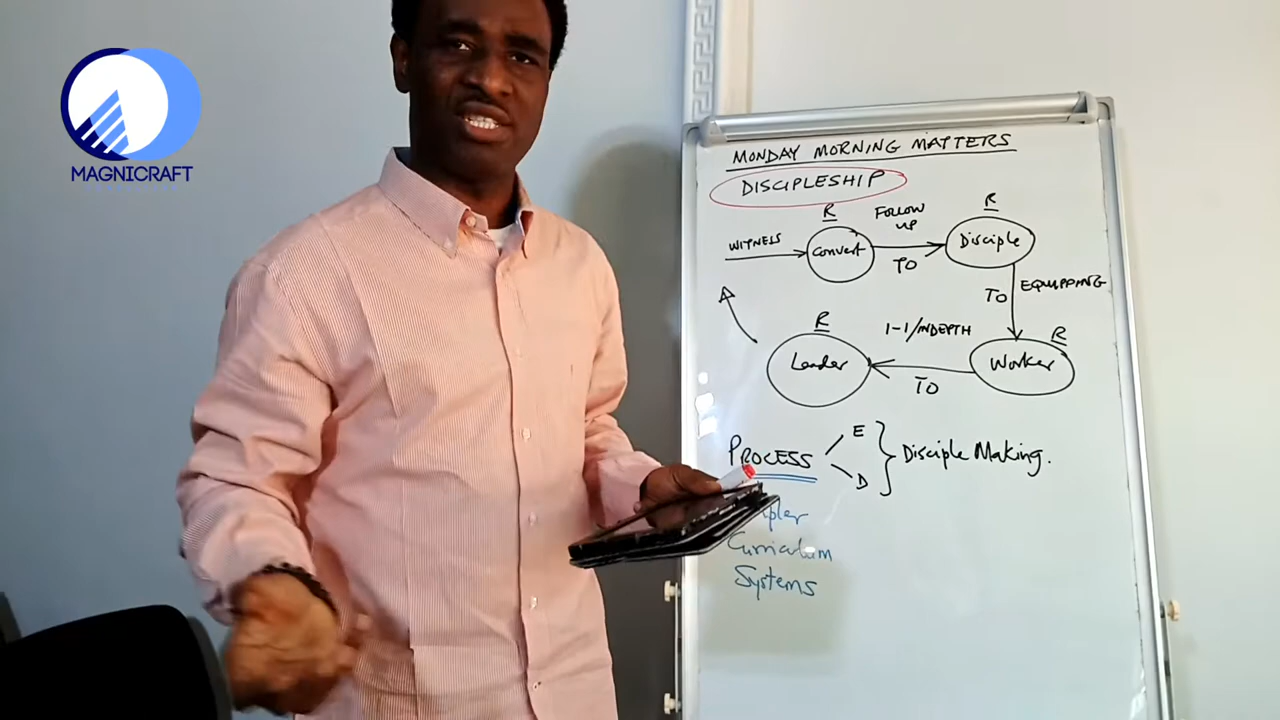 MAGNICRAFT
MONDAY MORNING MATTERS
DISCIPLESHIP
R
FOLLOW UP
R
WITNESS
Convert
TO
Disciple
TO
EQUIPPING
R
1-1/INDEPTH
R
Leader
TO
Worker
PROCESS
E
D
Disciple Making.
Curriculum
Systems